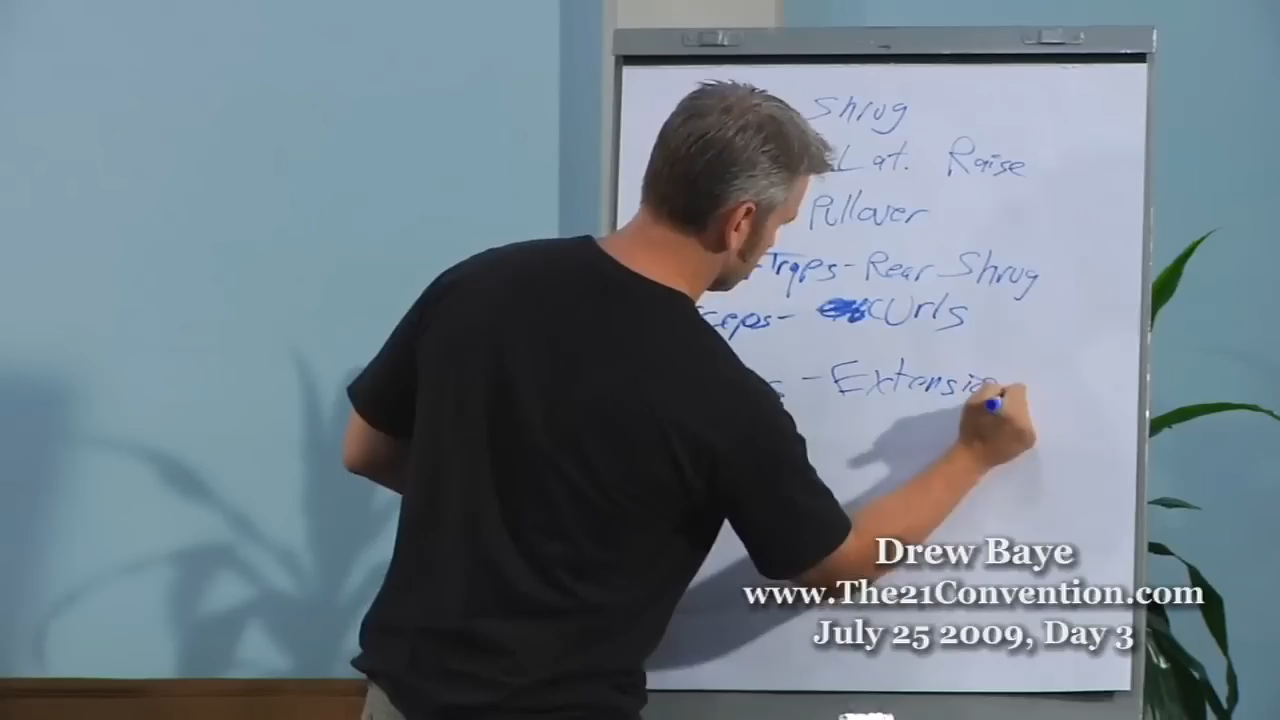 Shrug
Lat. Raise
Pullover
-Traps- Rear Shrug
ceps- Curls
- Extensio
Drew Baye
www.The21Convention.com
July 25 2009, Day 3